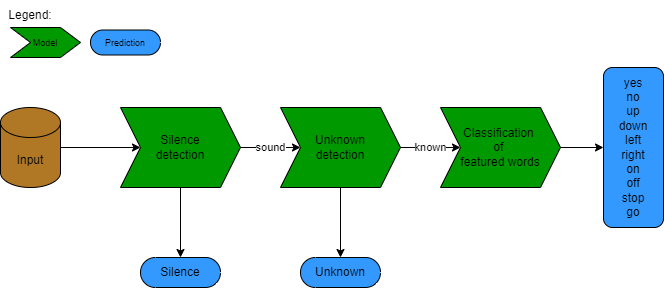 Legend:
Model
Prediction
Input
Silence
detection
sound
Unknown
detection
known
Classification
of
featured words
yes
no
up
down
left
right
on
off
stop
go
Silence
Unknown